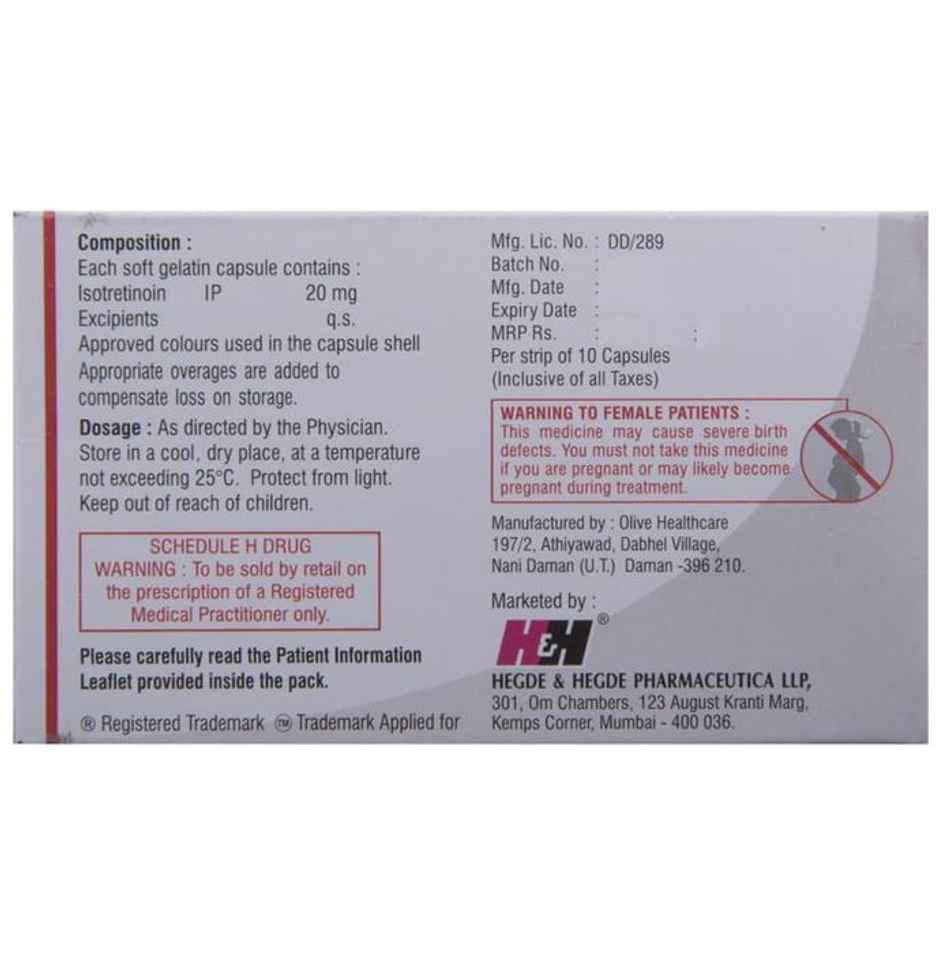 Composition :
Each soft gelatin capsule contains :
Isotretinoin IP 20 mg
Excipients q.s.
Approved colours used in the capsule shell
Appropriate overages are added to
compensate loss on storage.
Dosage : As directed by the Physician.
Store in a cool, dry place, at a temperature
not exceeding 25°C. Protect from light.
Keep out of reach of children.
SCHEDULE H DRUG
WARNING : To be sold by retail on
the prescription of a Registered
Medical Practitioner only.
Please carefully read the Patient Information
Leaflet provided inside the pack.
® Registered Trademark ™ Trademark Applied for
Mfg. Lic. No. : DD/289
Batch No. :
Mfg. Date :
Expiry Date :
MRP Rs. : ;
Per strip of 10 Capsules
(Inclusive of all Taxes)
WARNING TO FEMALE PATIENTS :
This medicine may cause severe birth
defects. You must not take this medicine
if you are pregnant or may likely become
pregnant during treatment.
Manufactured by : Olive Healthcare
197/2, Athiyawad, Dabhel Village,
Nani Daman (U.T.) Daman -396 210.
Marketed by :
H&H®
HEGDE & HEGDE PHARMACEUTICA LLP,
301, Om Chambers, 123 August Kranti Marg,
Kemps Corner, Mumbai - 400 036.